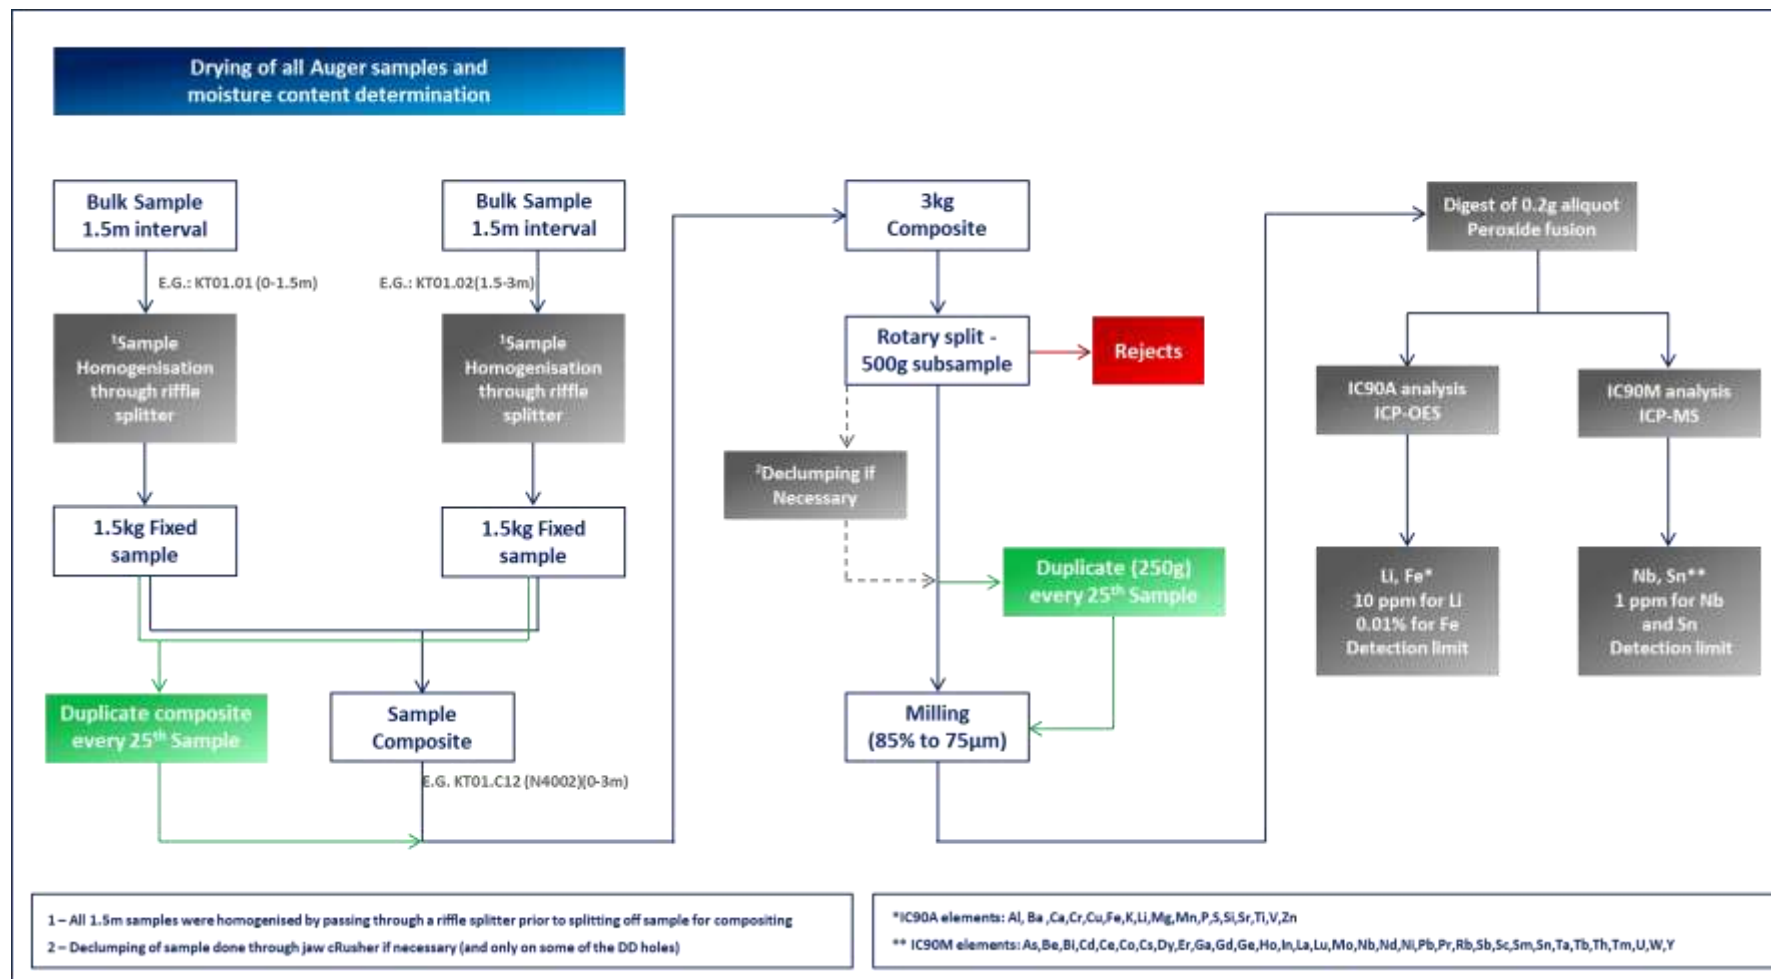 Drying of all Auger samples and
moisture content determination
Bulk Sample
1.5m interval
Bulk Sample
1.5m interval
E.G.: KT01.01 (0-1.5m)
E.G.: KT01.02(1.5-3m)
¹Sample
Homogenisation
through riffle
splitter
¹Sample
Homogenisation
through riffle
splitter
1.5kg Fixed
sample
1.5kg Fixed
sample
Duplicate composite
every 25th Sample
Sample
Composite
E.G. KT01.C12 (N4002)(0-3m)
3kg
Composite
Rotary split -
500g subsample
Rejects
²Declumping if
Necessary
Duplicate (250g)
every 25th Sample
Milling
(85% to 75µm)
Digest of 0.2g aliquot
Peroxide fusion
IC90A analysis
ICP-OES
IC90M analysis
ICP-MS
Li, Fe*
10 ppm for Li
0.01% for Fe
Detection limit
Nb, Sn**
1 ppm for Nb
and Sn
Detection limit
1 – All 1.5m samples were homogenised by passing through a riffle splitter prior to splitting off sample for compositing
2 – Declumping of sample done through jaw cRusher if necessary (and only on some of the DD holes)
*IC90A elements: Al, Ba ,Ca,Cr,Cu,Fe,K,Li,Mg,Mn,P,S,Si,Sr,Ti,V,Zn
** IC90M elements: As,Be,Bi,Cd,Ce,Co,Cs,Dy,Er,Ga,Gd,Ge,Ho,In,La,Lu,Mo,Nb,Nd,Ni,Pb,Pr,Rb,Sb,Sc,Sm,Sn,Ta,Tb,Th,Tm,U,W,Y